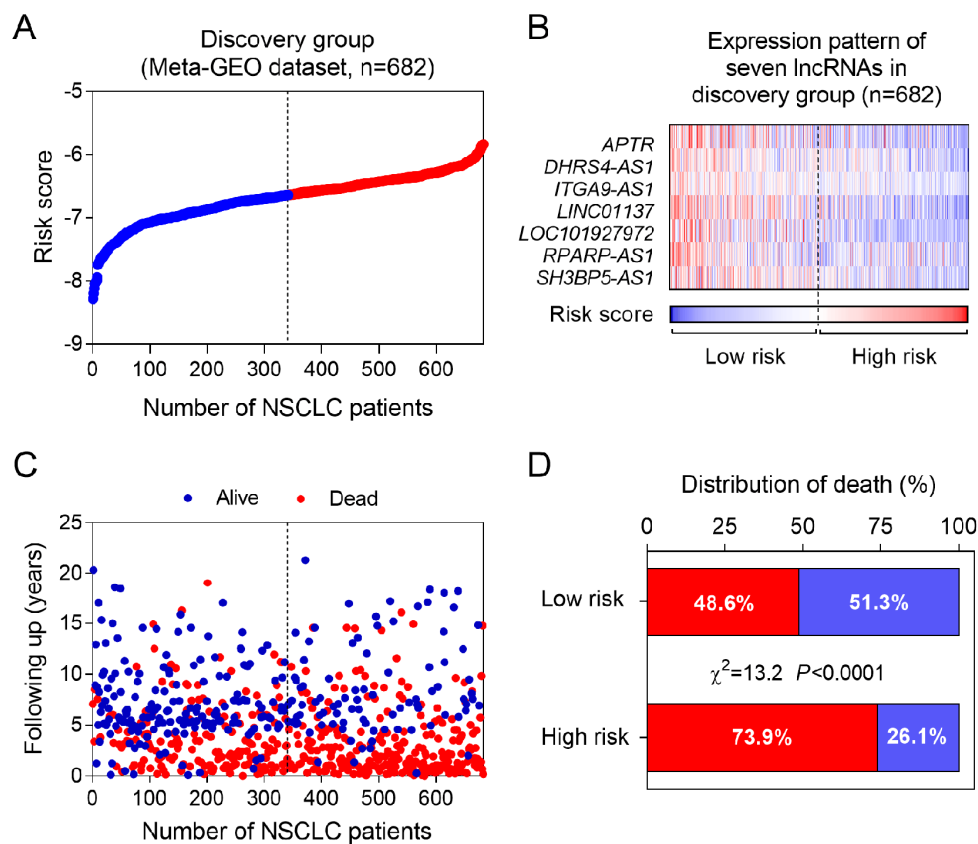 A
Discovery group
(Meta-GEO dataset, n=682)
-5
-6
-7
-8
-9
Risk score
0 100 200 300 400 500 600
Number of NSCLC patients
B
Expression pattern of
seven lncRNAs in
discovery group (n=682)
APTR
DHRS4-AS1
ITGA9-AS1
LINC01137
LOC101927972
RPARP-AS1
SH3BP5-AS1
Risk score
Low risk High risk
C
Alive Dead
25
20
15
10
5
0
Following up (years)
0 100 200 300 400 500 600
Number of NSCLC patients
D
Distribution of death (%)
0 25 50 75 100
Low risk 48.6% 51.3%
χ²=13.2 P<0.0001
High risk 73.9% 26.1%